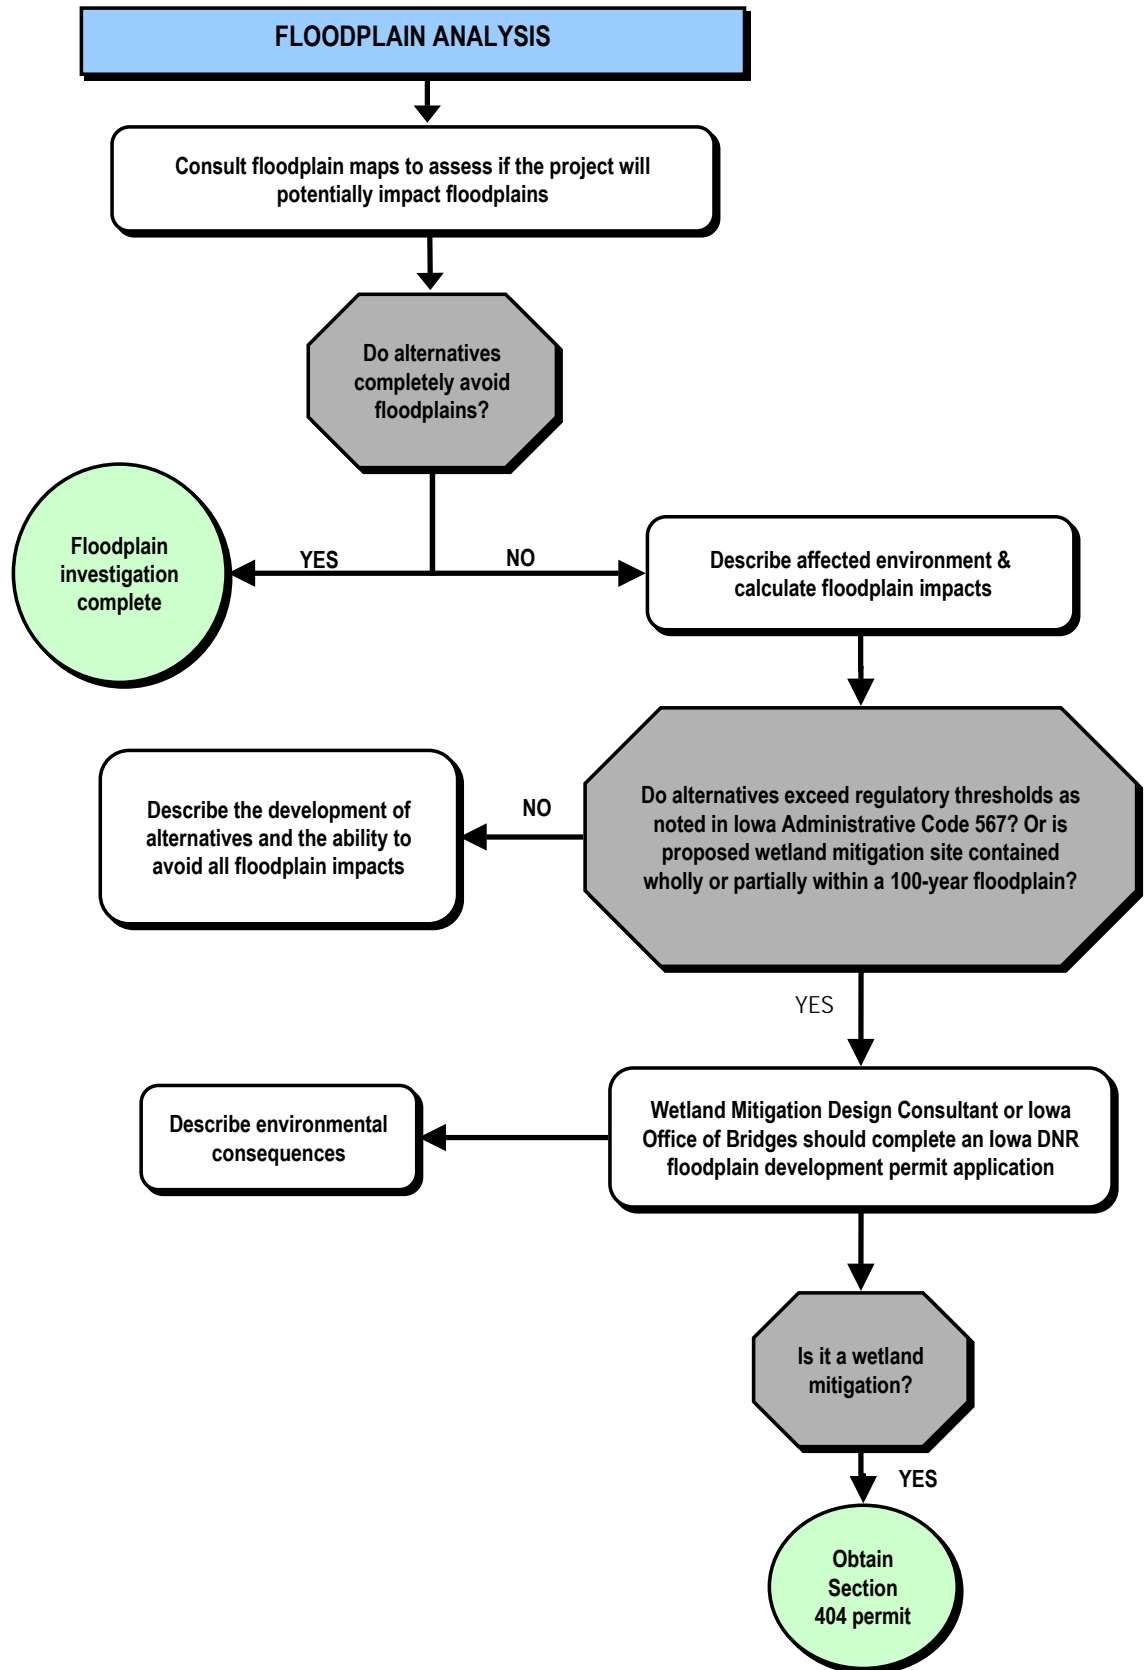 FLOODPLAIN ANALYSIS
Consult floodplain maps to assess if the project will
potentially impact floodplains
Do alternatives
completely avoid
floodplains?
YES
NO
Floodplain
investigation
complete
Describe affected environment &
calculate floodplain impacts
Describe the development of
alternatives and the ability to
avoid all floodplain impacts
NO
Do alternatives exceed regulatory thresholds as
noted in Iowa Administrative Code 567? Or is
proposed wetland mitigation site contained
wholly or partially within a 100-year floodplain?
YES
Describe environmental
consequences
Wetland Mitigation Design Consultant or Iowa
Office of Bridges should complete an Iowa DNR
floodplain development permit application
Is it a wetland
mitigation?
YES
Obtain
Section
404 permit